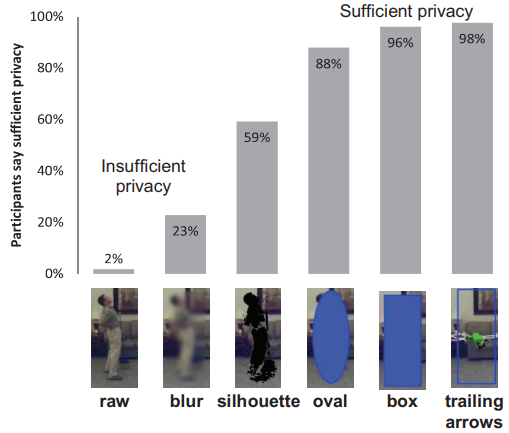 Sufficient privacy
100%
80%
60%
40%
20%
0%
Participants say sufficient privacy
Insufficient
privacy
2%
23%
59%
88%
96%
98%
raw
blur
silhouette
oval
box
trailing
arrows